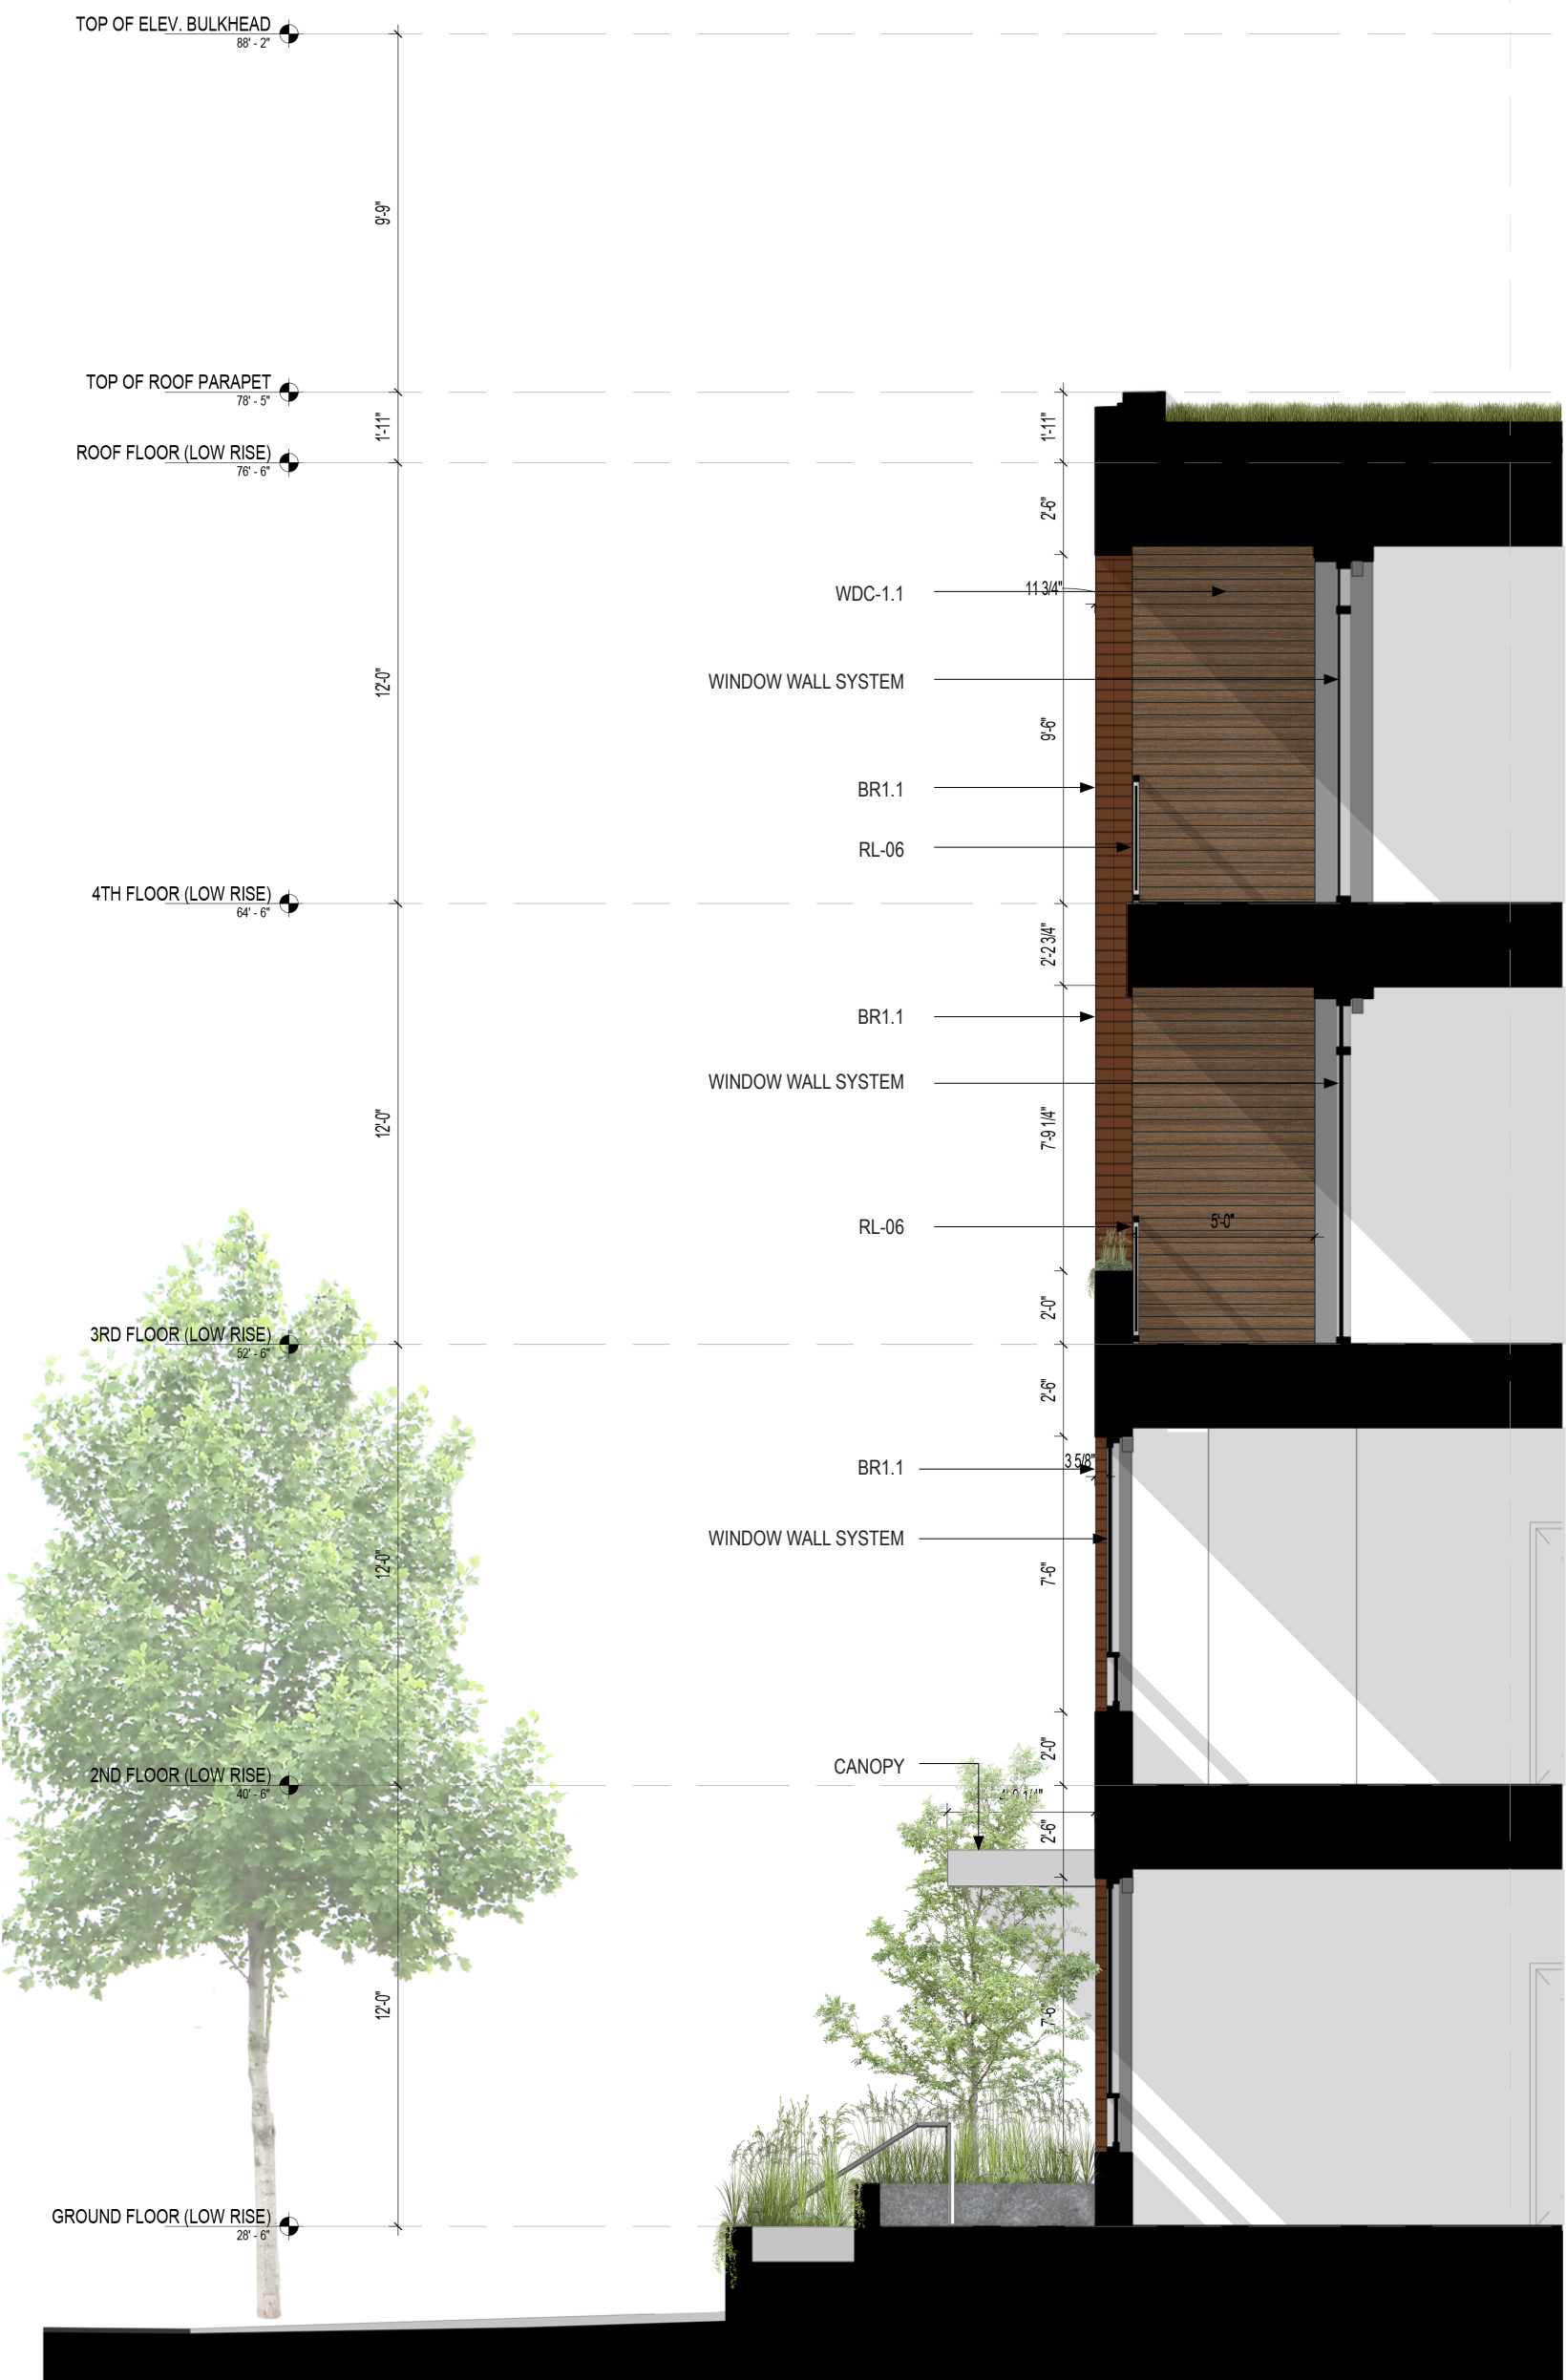 TOP OF ELEV. BULKHEAD
88' - 2"
9'-9"
TOP OF ROOF PARAPET
78' - 5"
1'-11"
1'-11"
ROOF FLOOR (LOW RISE)
76' - 6"
2'-6"
WDC-1.1
11 3/4"
12'-0"
WINDOW WALL SYSTEM
9'-6"
BR1.1
RL-06
4TH FLOOR (LOW RISE)
64' - 6"
2'-2 3/4"
BR1.1
WINDOW WALL SYSTEM
12'-0"
7'-9 1/4"
RL-06
5'-0"
2'-0"
3RD FLOOR (LOW RISE)
52' - 6"
2'-6"
BR1.1
3 5/8"
WINDOW WALL SYSTEM
12'-0"
7'-6"
2'-0"
CANOPY
2ND FLOOR (LOW RISE)
40' - 6"
2'-6"
12'-0"
7'-6"
GROUND FLOOR (LOW RISE)
28' - 6"